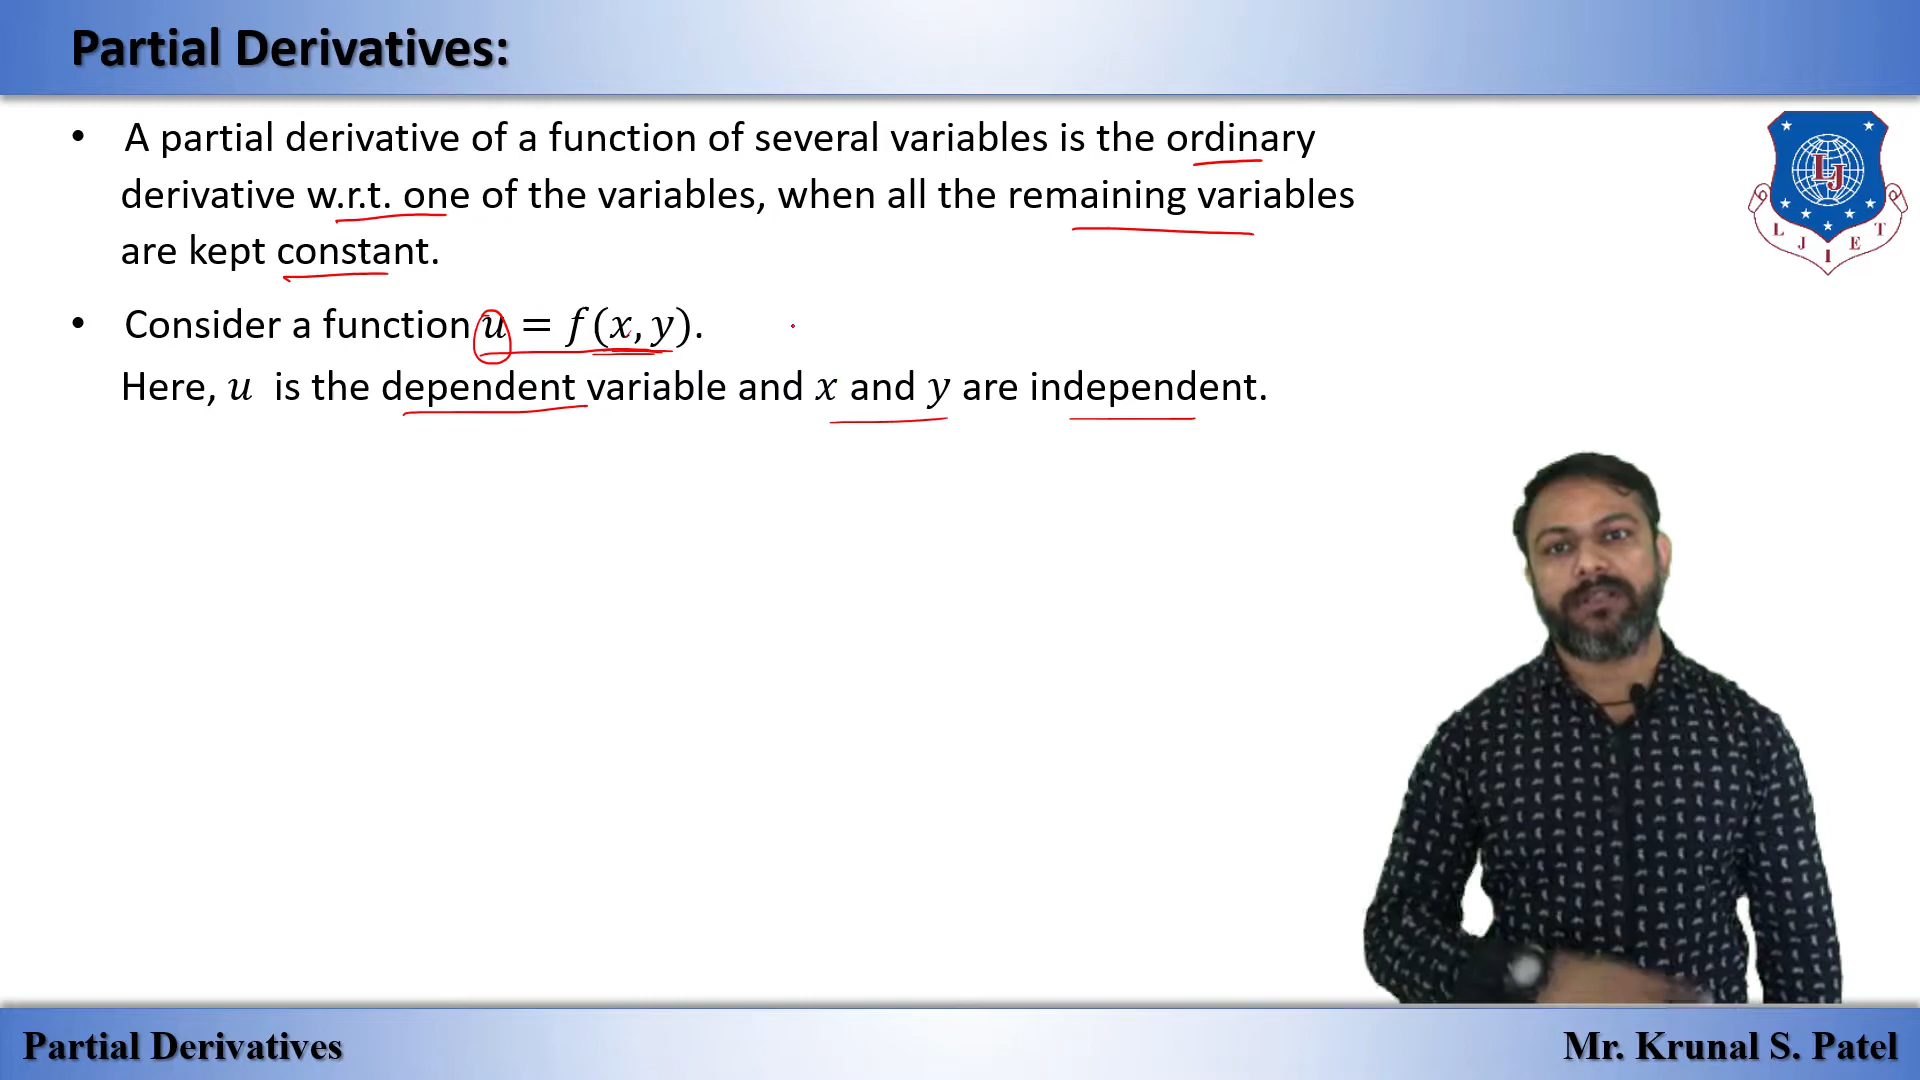 Partial Derivatives:
• A partial derivative of a function of several variables is the ordinary
derivative w.r.t. one of the variables, when all the remaining variables
are kept constant.
• Consider a function u = f(x, y).
Here, u is the dependent variable and x and y are independent.
LJ
L J I E T
Partial Derivatives
Mr. Krunal S. Patel